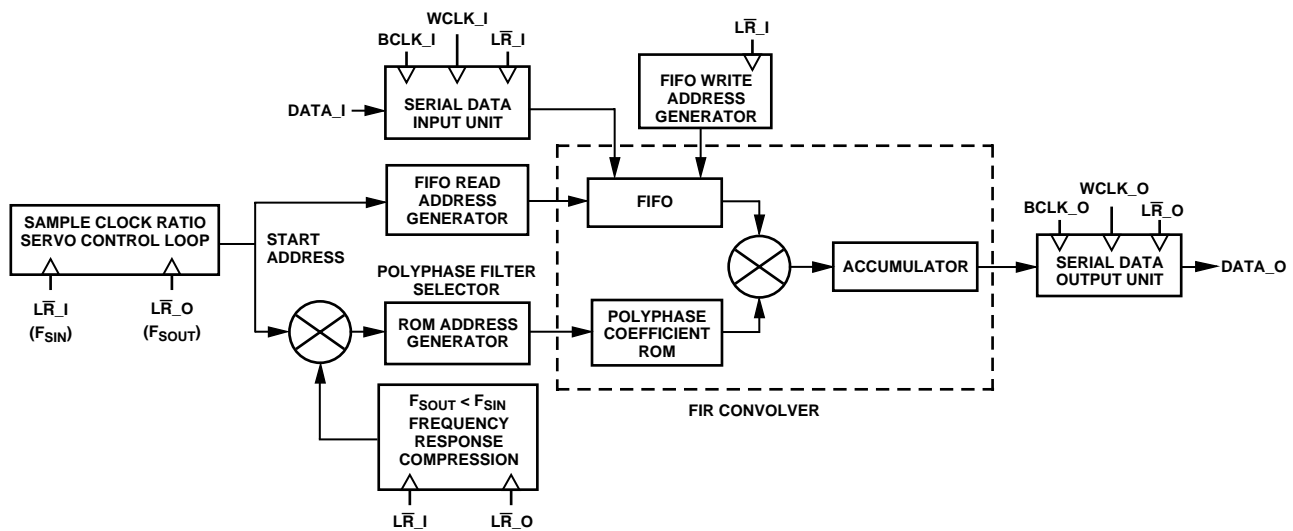 WCLK_I
BCLK_I
LR̅_I
DATA_I
SERIAL DATA
INPUT UNIT
LR̅_I
FIFO WRITE
ADDRESS
GENERATOR
FIFO READ
ADDRESS
GENERATOR
FIFO
SAMPLE CLOCK RATIO
SERVO CONTROL LOOP
LR̅_I
(FSIN)
LR̅_O
(FSOUT)
START
ADDRESS
POLYPHASE FILTER
SELECTOR
ROM ADDRESS
GENERATOR
POLYPHASE
COEFFICIENT
ROM
ACCUMULATOR
WCLK_O
BCLK_O
LR̅_O
SERIAL DATA
OUTPUT UNIT
DATA_O
FIR CONVOLVER
FSOUT < FSIN
FREQUENCY
RESPONSE
COMPRESSION
LR̅_I
LR̅_O